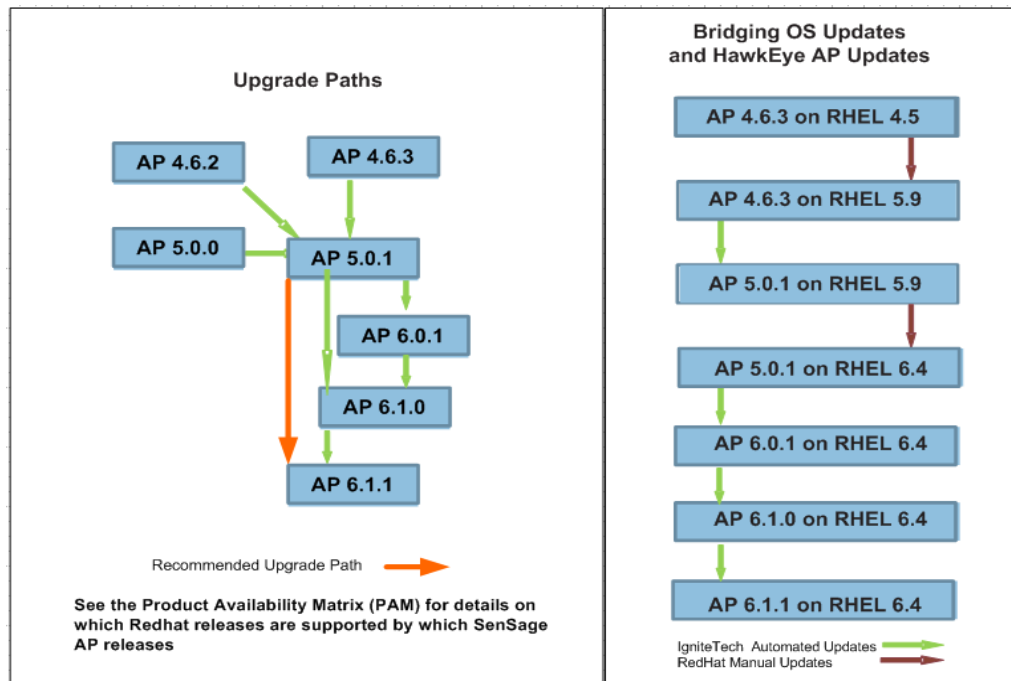 Upgrade Paths
AP 4.6.2
AP 4.6.3
AP 5.0.0
AP 5.0.1
AP 6.0.1
AP 6.1.0
AP 6.1.1
Recommended Upgrade Path
See the Product Availability Matrix (PAM) for details on
which Redhat releases are supported by which SenSage
AP releases
Bridging OS Updates
and HawkEye AP Updates
AP 4.6.3 on RHEL 4.5
AP 4.6.3 on RHEL 5.9
AP 5.0.1 on RHEL 5.9
AP 5.0.1 on RHEL 6.4
AP 6.0.1 on RHEL 6.4
AP 6.1.0 on RHEL 6.4
AP 6.1.1 on RHEL 6.4
IgniteTech Automated Updates
RedHat Manual Updates